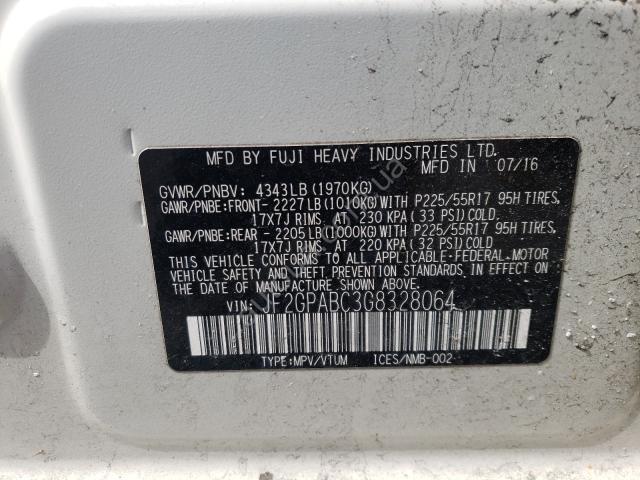 MFD BY FUJI HEAVY INDUSTRIES LTD.
MFD IN 07/16
GVWR/PNBV: 4343LB(1970KG)
GAWR/PNBE:FRONT-2227LB(1010KG)WITH P225/55R17 95H TIRES,
17X7J RIMS, AT 230 KPA(33 PSI)COLD.
GAWR/PNBE:REAR -2205LB(1000KG)WITH P225/55R17 95H TIRES,
17X7J RIMS, AT 220 KPA(32 PSI)COLD.
THIS VEHICLE CONFORMS TO ALL APPLICABLE-FEDERAL MOTOR
VEHICLE SAFETY AND THEFT PREVENTION STANDARDS IN EFFECT ON
THE DATE OF MANUFACTURE SHOWN ABOVE.
VIN: JF2GPABC3G8328064
TYPE:MPV/VTUM ICES/NMB-002